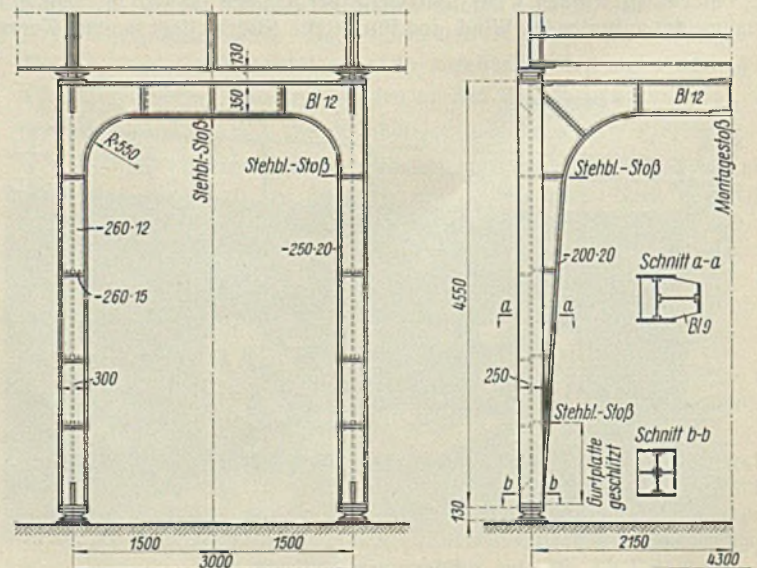 130
350
Bl 12
R=550
Stehbl.-Stoß
Stehbl.-Stoß
-260·12
-250·20
-260·15
300
1500
1500
3000
Bl 12
Montagestoß
Stehbl.-Stoß
-200·20
Schnitt a-a
Bl 9
4550
a
a
250
Stehbl.-Stoß
Schnitt b-b
Gurtplatte
geschlitzt
b
b
130
2150
4300